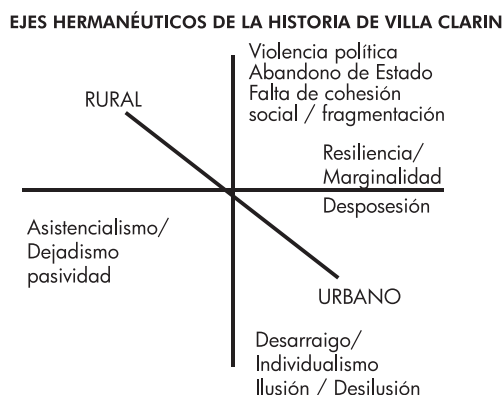 EJES HERMANÉUTICOS DE LA HISTORIA DE VILLA CLARIN
Violencia política
Abandono de Estado
Falta de cohesión
social / fragmentación
RURAL
Resiliencia/
Marginalidad
Desposesión
Asistencialismo/
Dejadismo
pasividad
URBANO
Desarraigo/
Individualismo
Ilusión / Desilusión